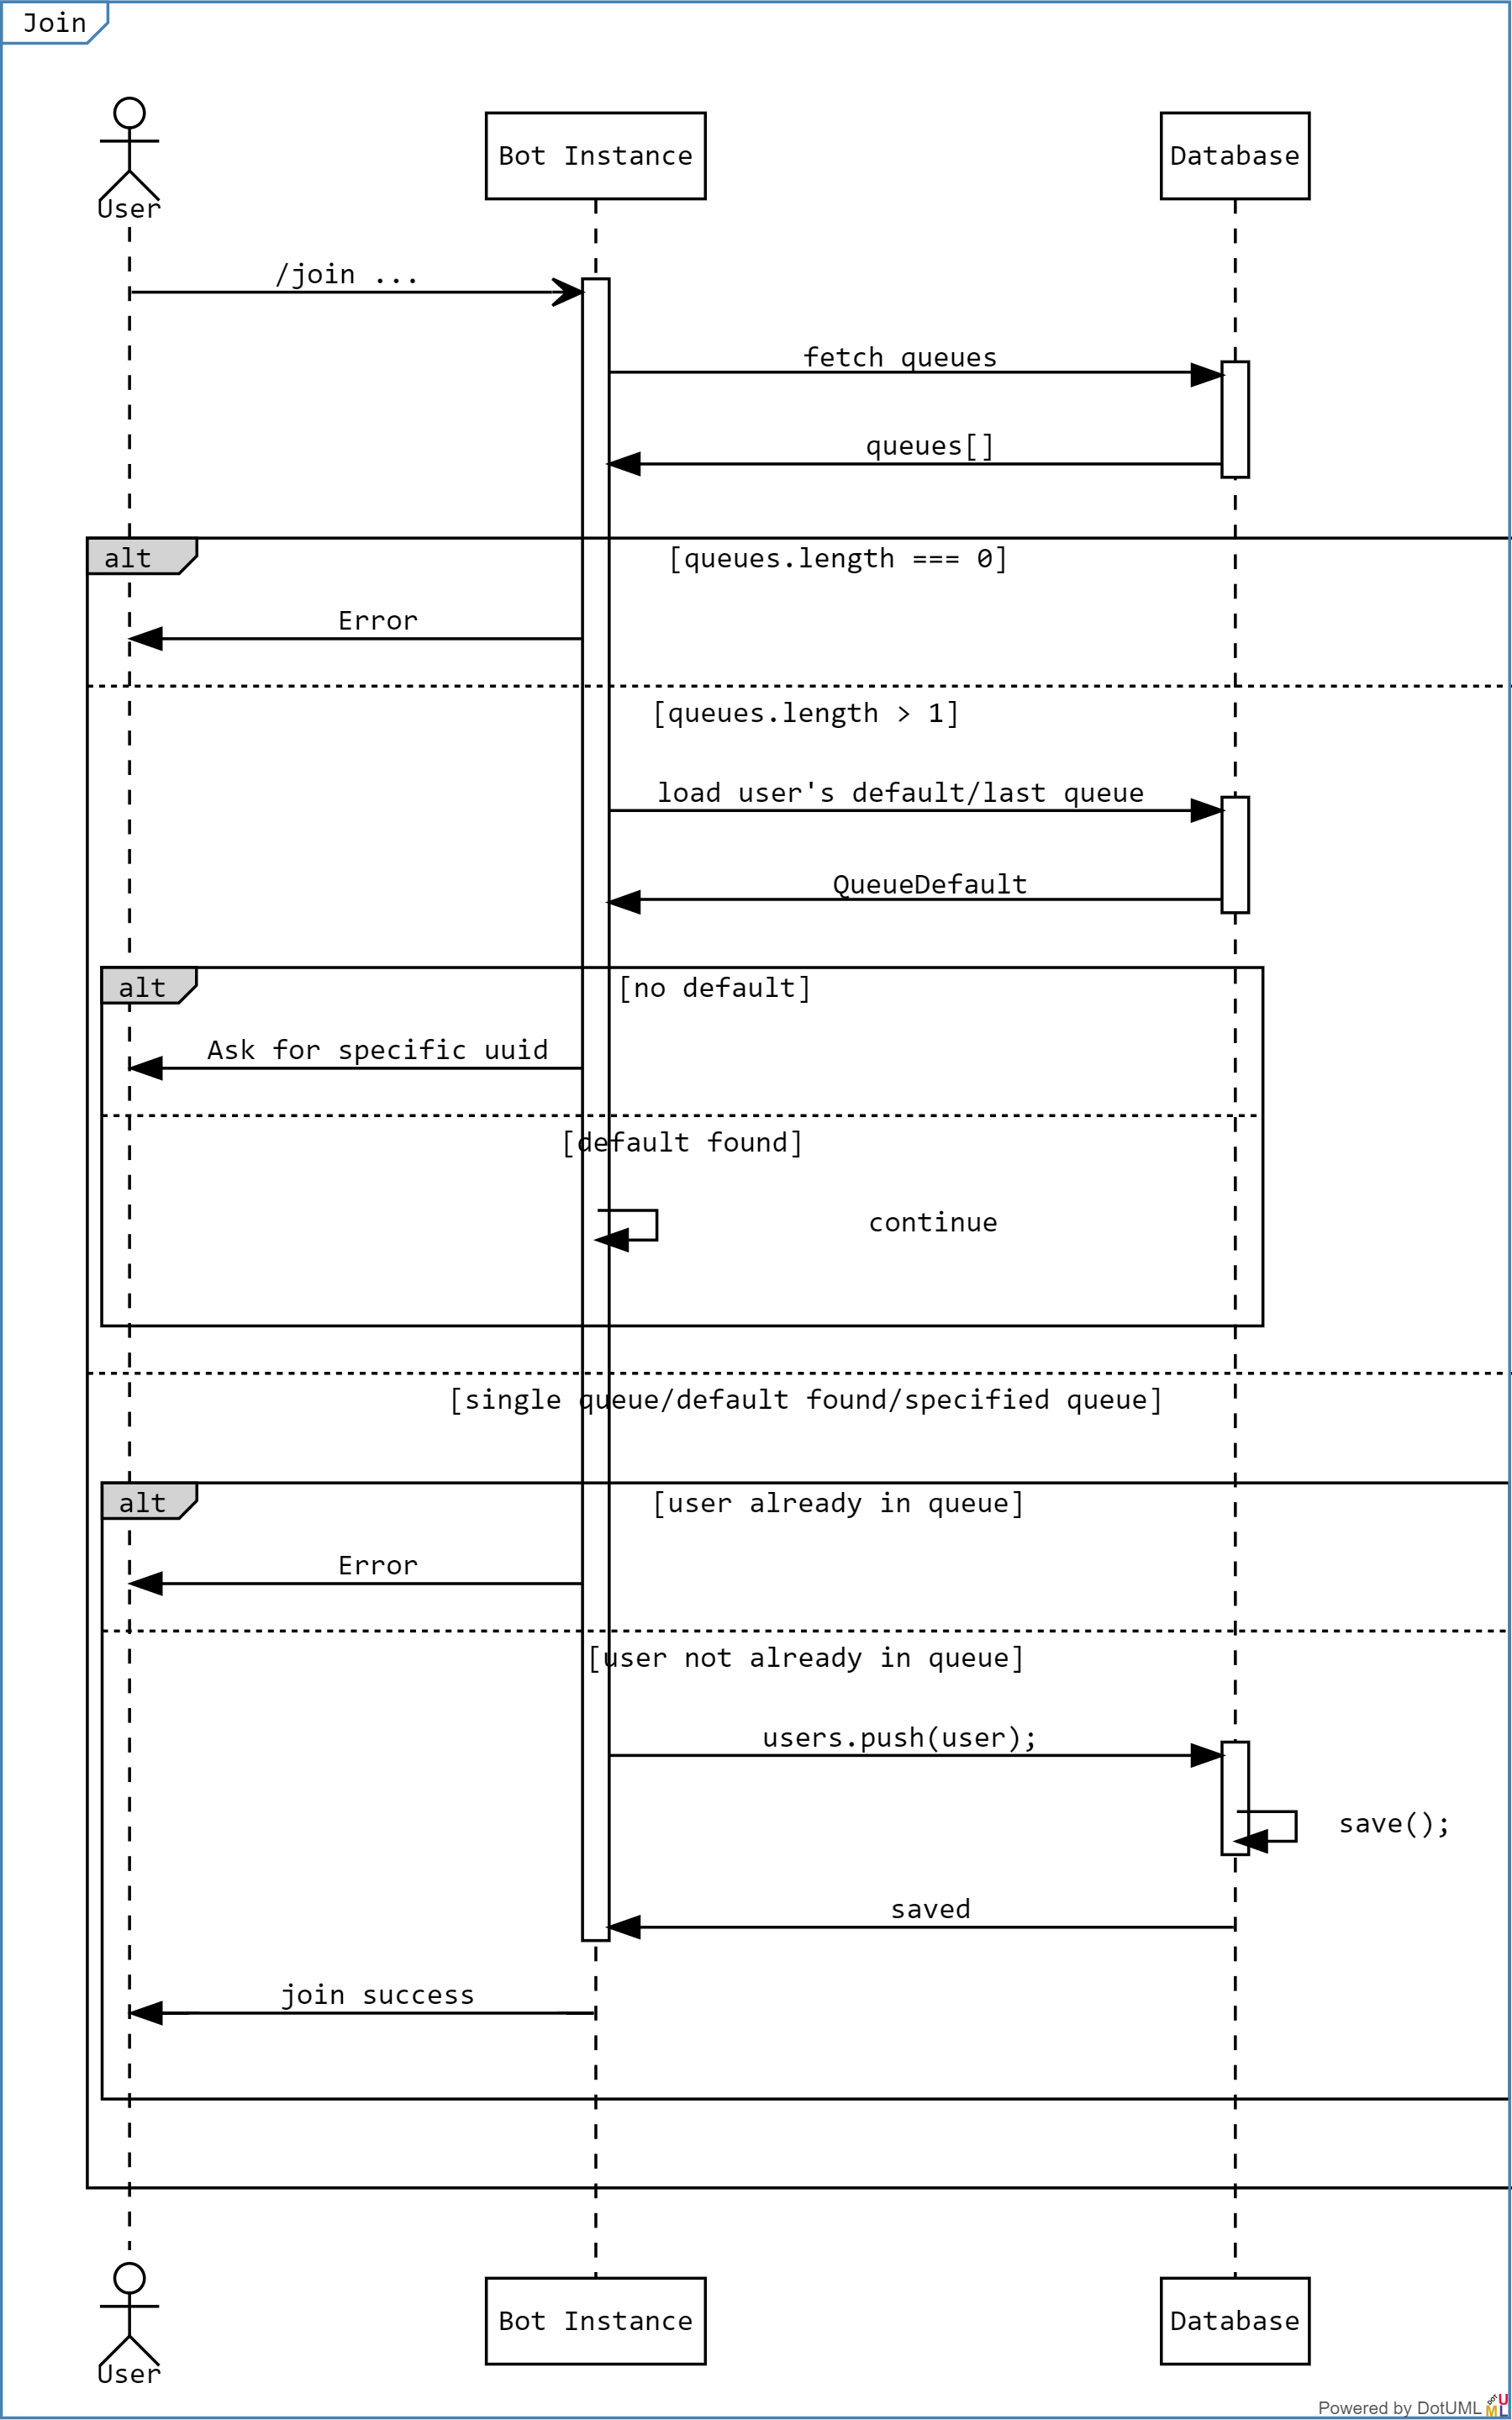 Join
User
Bot Instance
Database
/join ...
fetch queues
queues[]
alt
[queues.length === 0]
Error
[queues.length > 1]
load user's default/last queue
QueueDefault
alt
[no default]
Ask for specific uuid
[default found]
continue
[single queue/default found/specified queue]
alt
[user already in queue]
Error
[user not already in queue]
users.push(user);
save();
saved
join success
User
Bot Instance
Database
Powered by DotUML
DOT
U
M
L